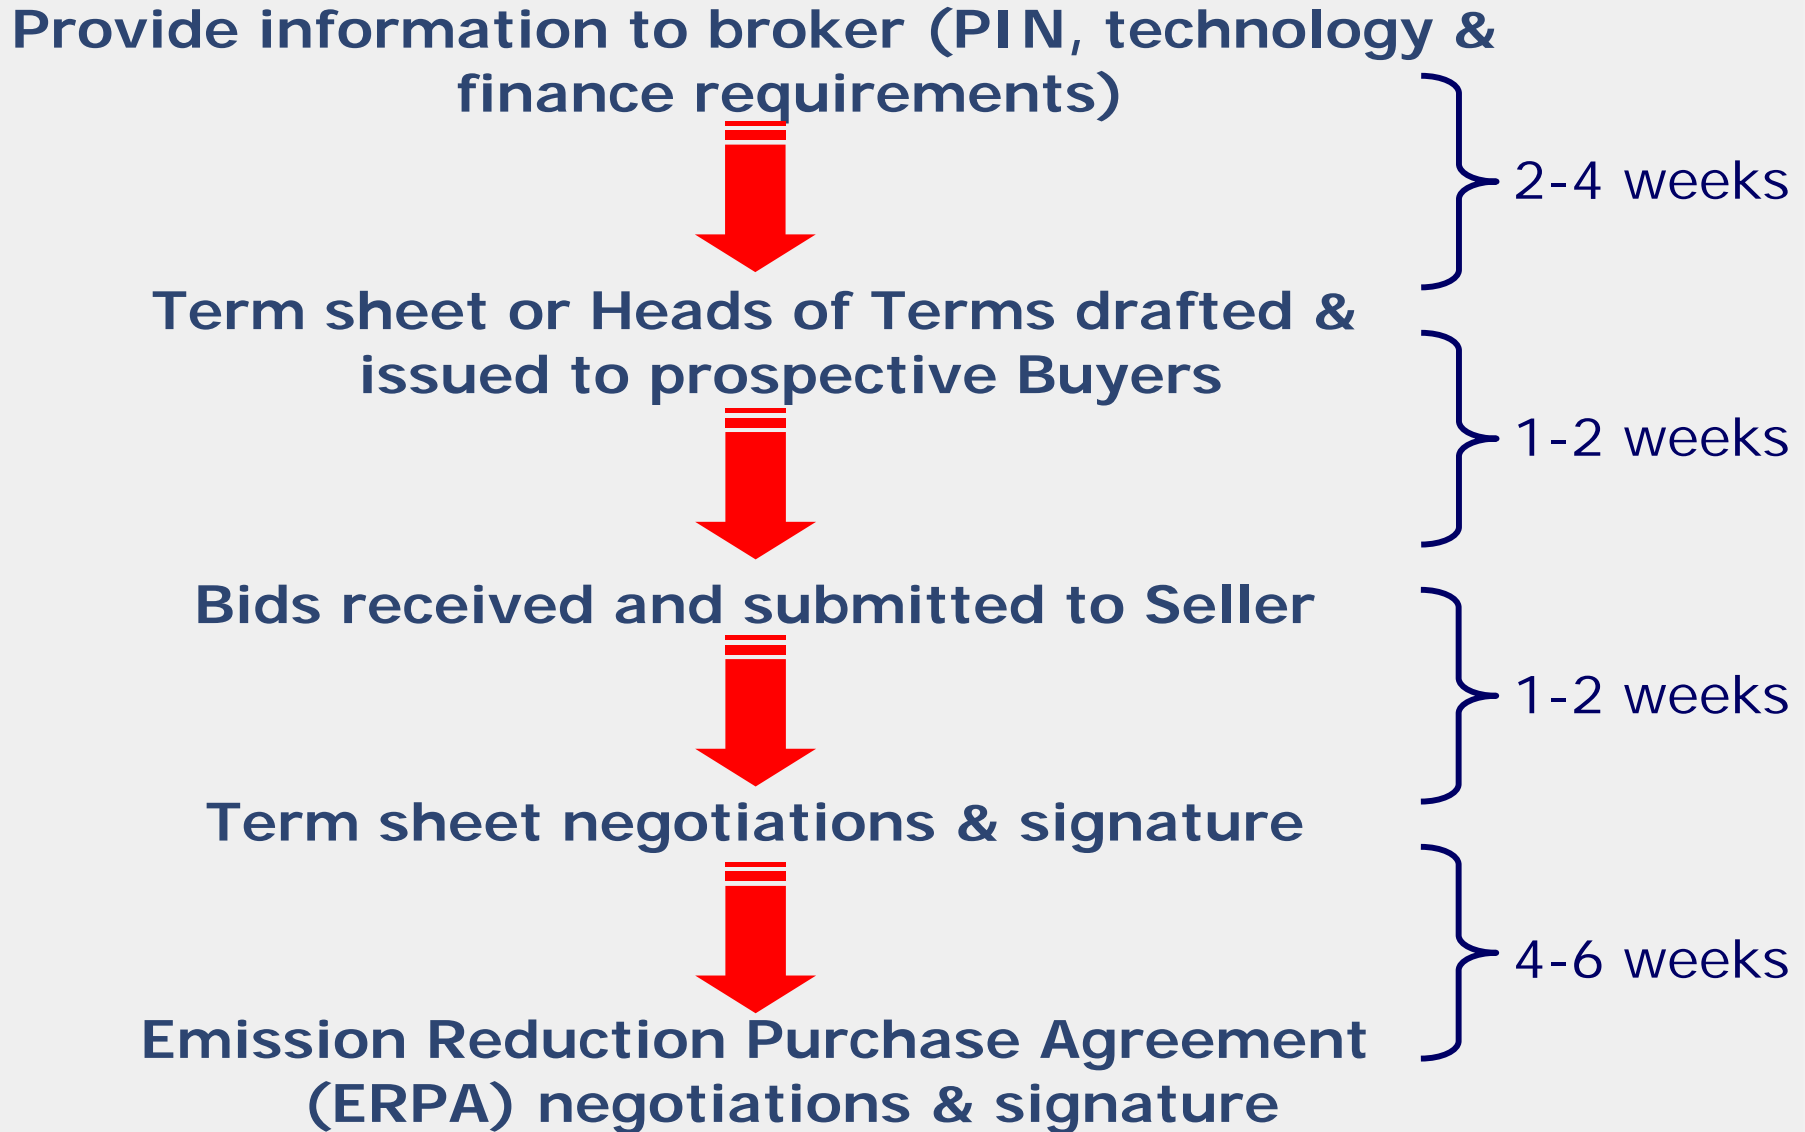 Provide information to broker (PIN, technology &
finance requirements)
2-4 weeks
Term sheet or Heads of Terms drafted &
issued to prospective Buyers
1-2 weeks
Bids received and submitted to Seller
1-2 weeks
Term sheet negotiations & signature
4-6 weeks
Emission Reduction Purchase Agreement
(ERPA) negotiations & signature